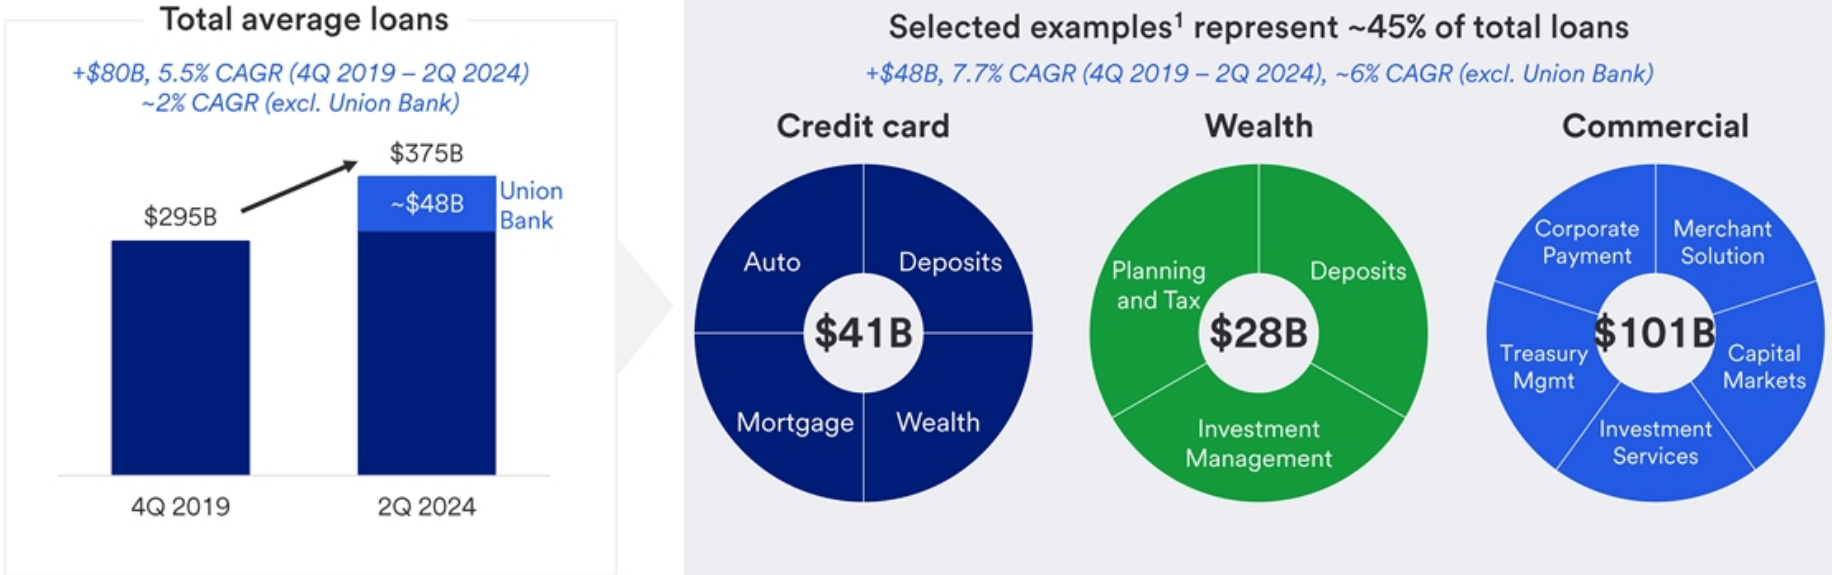 Total average loans
+$80B, 5.5% CAGR (4Q 2019 – 2Q 2024)
~2% CAGR (excl. Union Bank)
$295B
$375B
~$48B
Union
Bank
4Q 2019
2Q 2024
Selected examples¹ represent ~45% of total loans
+$48B, 7.7% CAGR (4Q 2019 – 2Q 2024), ~6% CAGR (excl. Union Bank)
Credit card
Auto
Deposits
$41B
Mortgage
Wealth
Wealth
Planning
and Tax
Deposits
$28B
Investment
Management
Commercial
Corporate
Payment
Merchant
Solution
$101B
Treasury
Mgmt
Capital
Markets
Investment
Services